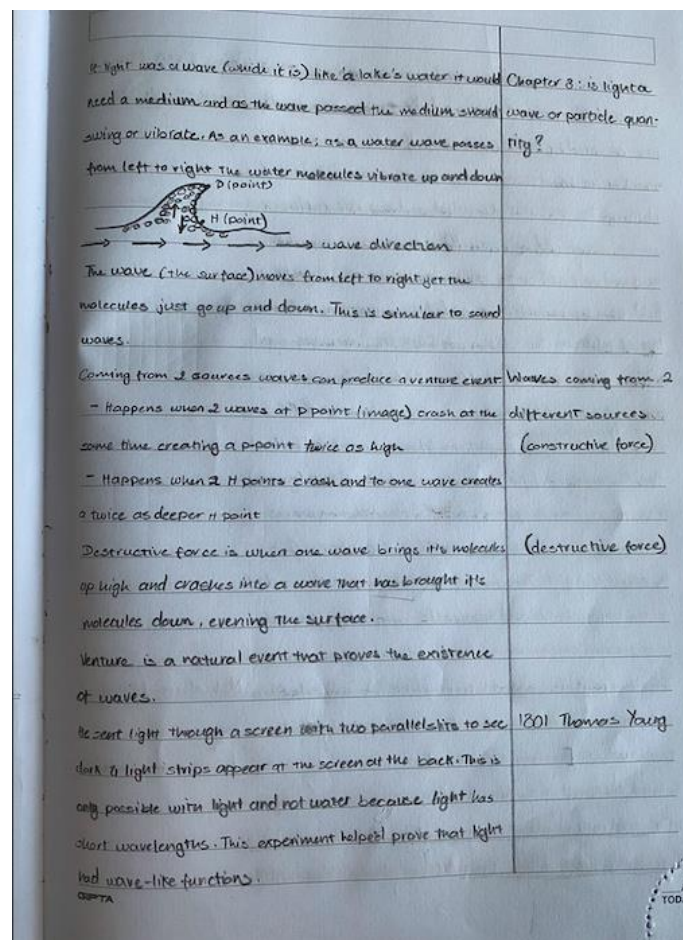 If light was a wave (which it is) like a lake's water it would
need a medium and as the wave passed the medium should
swing or vibrate. As an example; as a water wave passes
from left to right the water molecules vibrate up and down
Chapter 3: is light a
wave or particle quan-
tity?
D (point)
H (point)
wave direction
The wave (the surface) moves from left to right yet the
molecules just go up and down. This is similar to sound
waves.
Coming from 2 sources waves can produce a venture event
- Happens when 2 waves at D point (image) crash at the
same time creating a D-point twice as high
- Happens when 2 H points crash and to one wave creates
a twice as deeper H point
Waves coming from 2
different sources
(constructive force)
Destructive force is when one wave brings it's molecules
up high and crashes into a wave that has brought it's
molecules down, evening the surface.
(destructive force)
Venture is a natural event that proves the existence
of waves.
He sent light through a screen with two parallel slits to see
dark & light strips appear at the screen at the back. This is
only possible with light and not water because light has
short wavelengths. This experiment helped prove that light
had wave-like functions.
1801 Thomas Young
GIPTA
TOD